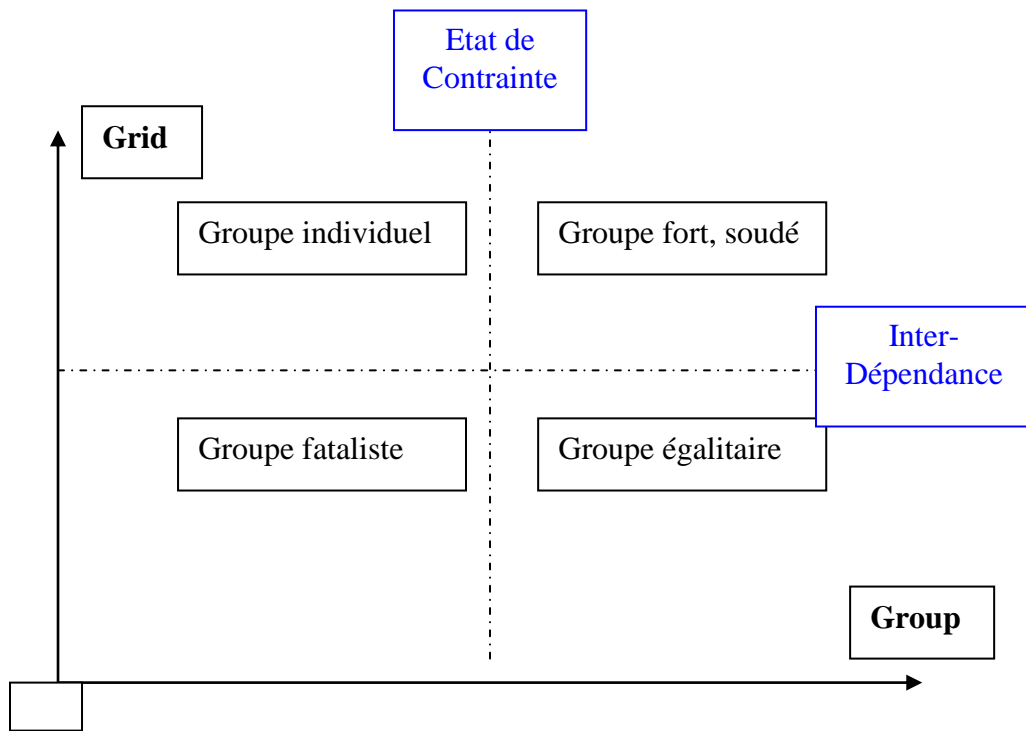 Etat de
Contrainte
Grid
Groupe individuel
Groupe fort, soudé
Inter-
Dépendance
Groupe fataliste
Groupe égalitaire
Group